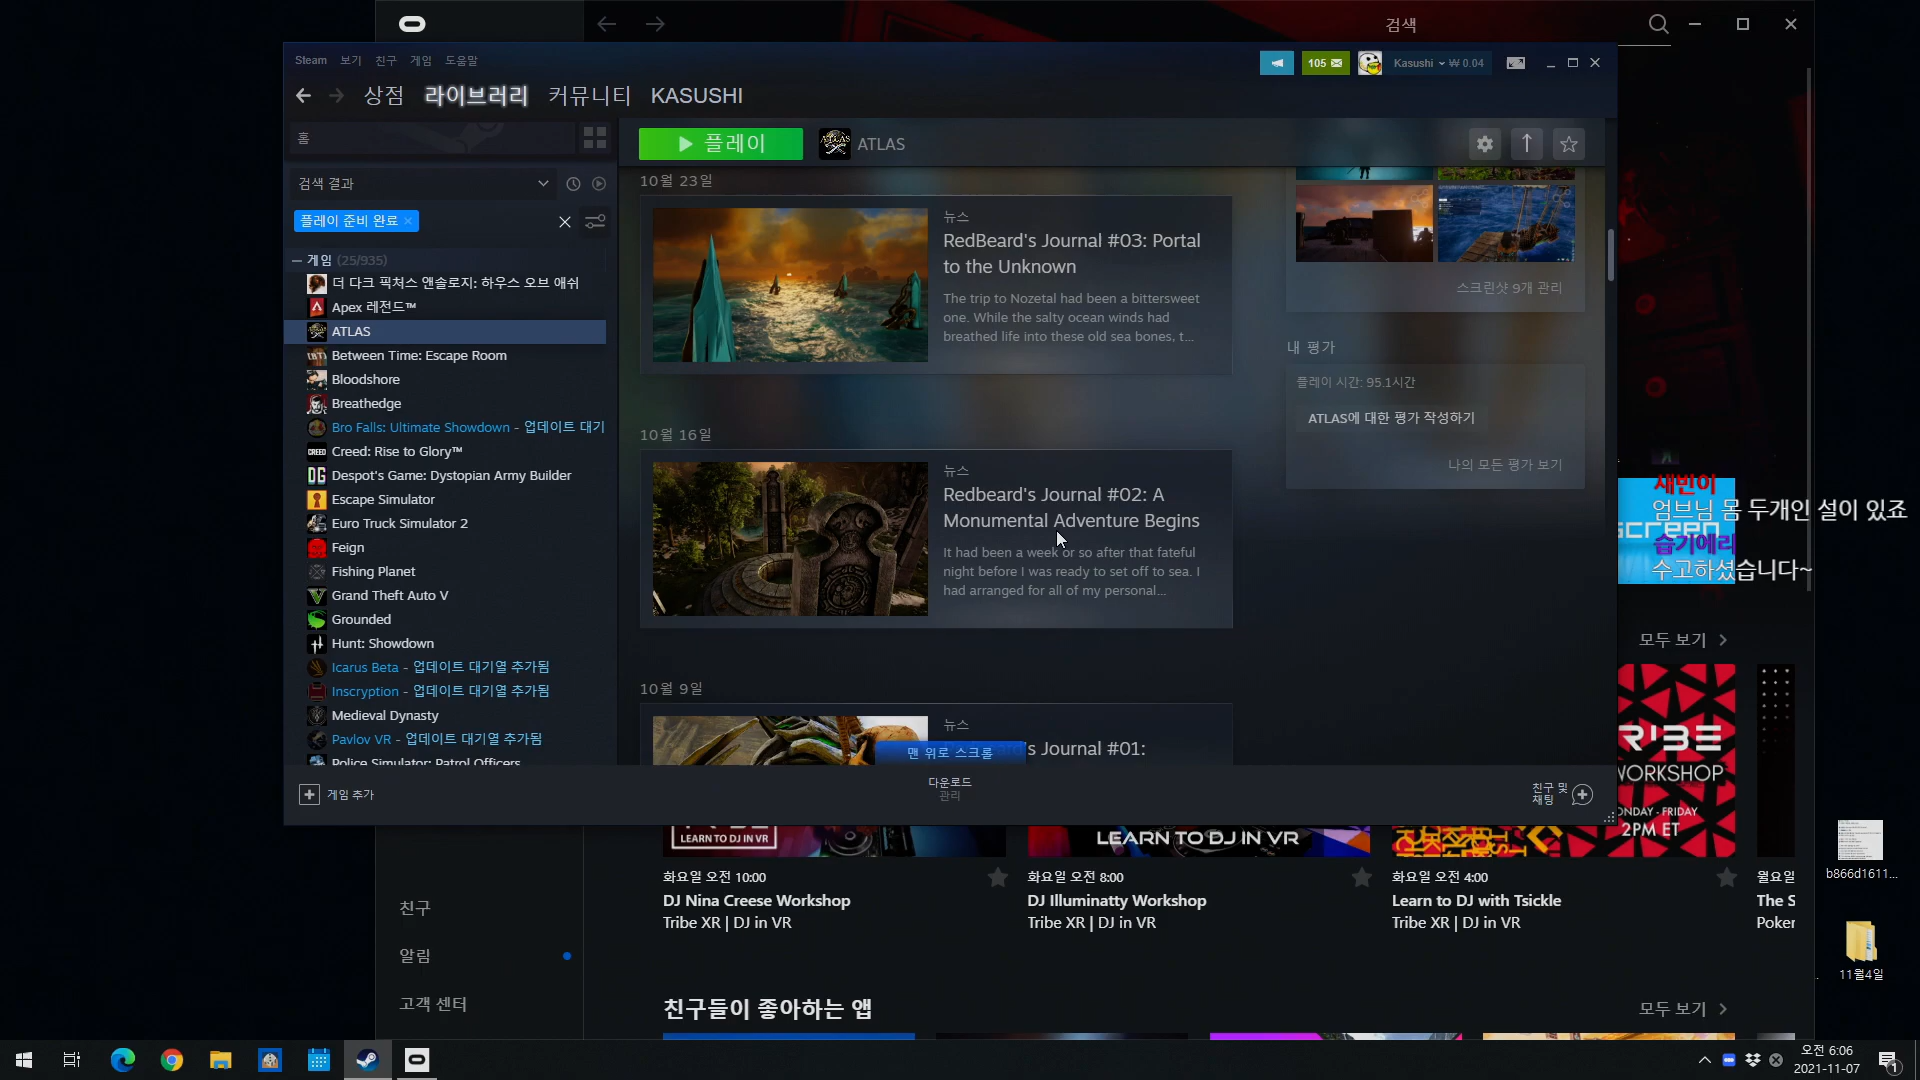 검색
Steam 보기 친구 게임 도움말
105
Kasushi ₩ 0.04
상점 라이브러리 커뮤니티 KASUSHI
홈
검색 결과
플레이 준비 완료 ×
게임 (25/935)
더 다크 픽처스 앤솔로지: 하우스 오브 애쉬
Apex 레전드™
ATLAS
Between Time: Escape Room
Bloodshore
Breathedge
Bro Falls: Ultimate Showdown - 업데이트 대기
Creed: Rise to Glory™
Despot's Game: Dystopian Army Builder
Escape Simulator
Euro Truck Simulator 2
Feign
Fishing Planet
Grand Theft Auto V
Grounded
Hunt: Showdown
Icarus Beta - 업데이트 대기열 추가됨
Inscryption - 업데이트 대기열 추가됨
Medieval Dynasty
Pavlov VR - 업데이트 대기열 추가됨
Police Simulator: Patrol Officers
게임 추가
플레이
ATLAS
10월 23일
뉴스
RedBeard's Journal #03: Portal
to the Unknown
The trip to Nozetal had been a bittersweet
one. While the salty ocean winds had
breathed life into these old sea bones, t...
10월 16일
뉴스
Redbeard's Journal #02: A
Monumental Adventure Begins
It had been a week or so after that fateful
night before I was ready to set off to sea. I
had arranged for all of my personal...
10월 9일
뉴스
's Journal #01:
맨 위로 스크롤
다운로드
관리
스크린샷 9개 관리
내 평가
플레이 시간: 95.1시간
ATLAS에 대한 평가 작성하기
나의 모든 평가 보기
친구 및
채팅
새빈이
엄브님 몸 두개인 설이 있죠
screen
습기에리
수고하셨습니다~
모두 보기
RIBE
WORKSHOP
ONDAY - FRIDAY
2PM ET
LEARN TO DJ IN VR
LEARN TO DJ IN VR
화요일 오전 10:00
DJ Nina Creese Workshop
Tribe XR | DJ in VR
화요일 오전 8:00
DJ Illuminatty Workshop
Tribe XR | DJ in VR
화요일 오전 4:00
Learn to DJ with Tsickle
Tribe XR | DJ in VR
월요일
The S
Poker
친구
알림
고객 센터
친구들이 좋아하는 앱
모두 보기
b866d1611...
11월4일
오전 6:06
2021-11-07
1